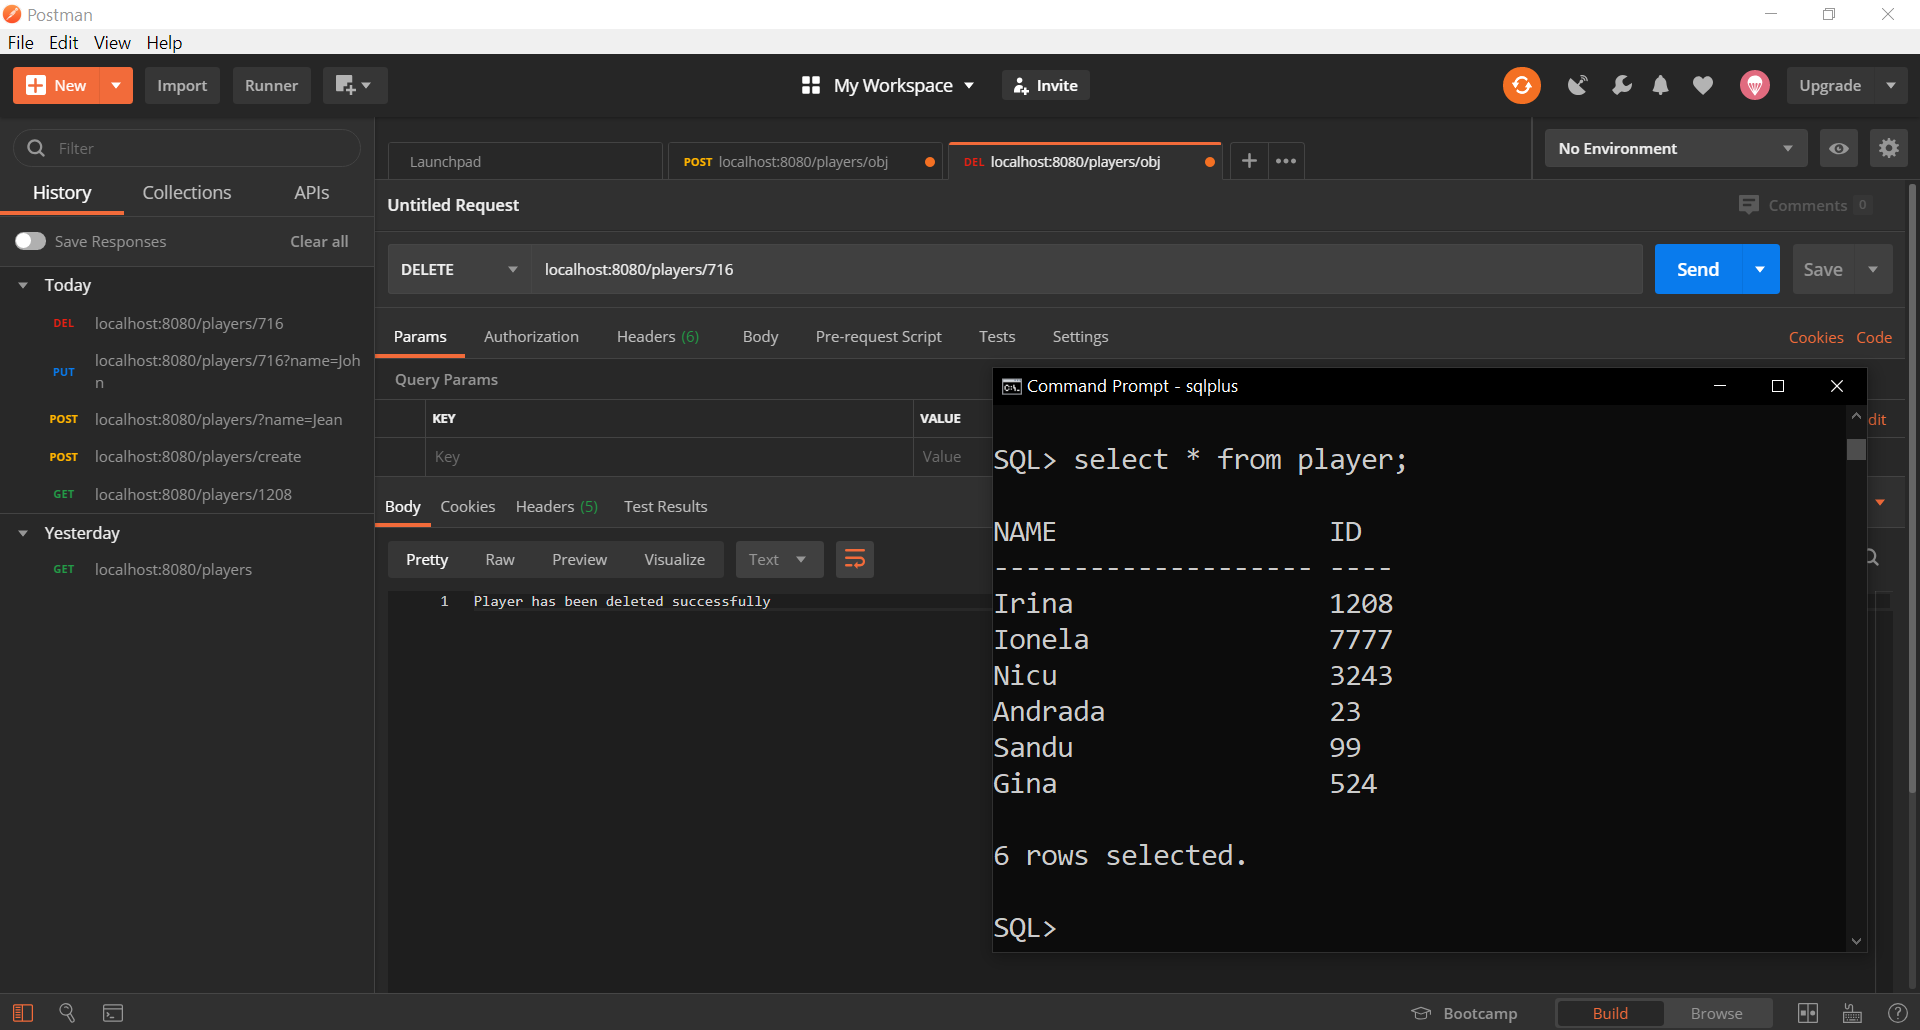 Postman
File Edit View Help
New Import Runner My Workspace Invite Upgrade
Filter
History Collections APIs
Save Responses Clear all
Today
DEL localhost:8080/players/716
PUT localhost:8080/players/716?name=Joh
n
POST localhost:8080/players/?name=Jean
POST localhost:8080/players/create
GET localhost:8080/players/1208
Yesterday
GET localhost:8080/players
Launchpad POST localhost:8080/players/obj DEL localhost:8080/players/obj + ••• No Environment
Untitled Request Comments 0
DELETE localhost:8080/players/716 Send Save
Params Authorization Headers (6) Body Pre-request Script Tests Settings Cookies Code
Query Params
KEY VALUE dit
Key Value
Body Cookies Headers (5) Test Results
Pretty Raw Preview Visualize Text
1 Player has been deleted successfully
Command Prompt - sqlplus
SQL> select * from player;
NAME ID
-------------------- ----
Irina 1208
Ionela 7777
Nicu 3243
Andrada 23
Sandu 99
Gina 524
6 rows selected.
SQL>
Bootcamp Build Browse